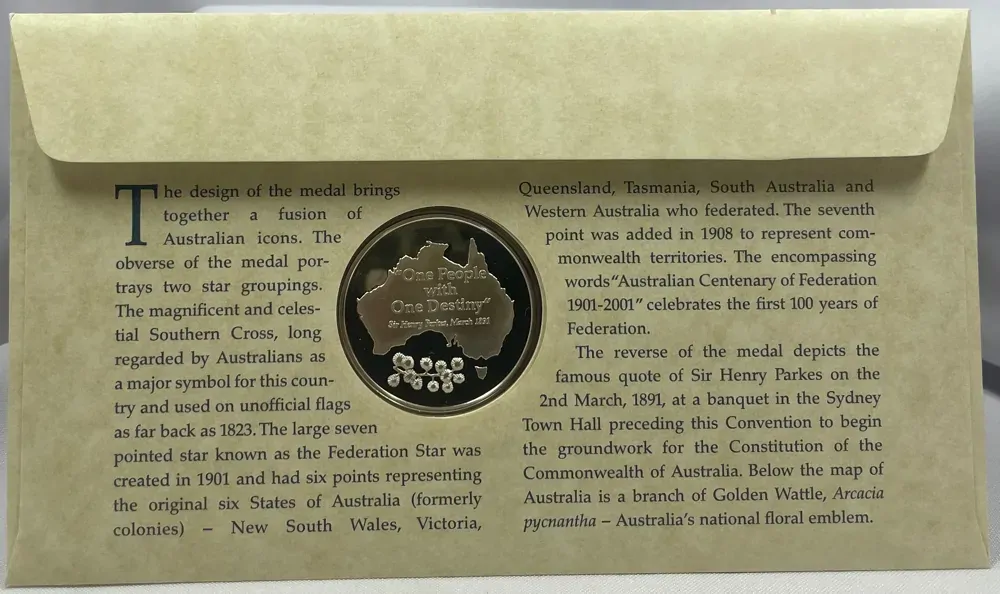 The design of the medal brings
together a fusion of
Australian icons. The
obverse of the medal por-
trays two star groupings.
The magnificent and celes-
tial Southern Cross, long
regarded by Australians as
a major symbol for this coun-
try and used on unofficial flags
as far back as 1823. The large seven
pointed star known as the Federation Star was
created in 1901 and had six points representing
the original six States of Australia (formerly
colonies) – New South Wales, Victoria,
"One People
with
One Destiny"
Sir Henry Parkes, March 1891
Queensland, Tasmania, South Australia and
Western Australia who federated. The seventh
point was added in 1908 to represent com-
monwealth territories. The encompassing
words "Australian Centenary of Federation
1901-2001" celebrates the first 100 years of
Federation.
The reverse of the medal depicts the
famous quote of Sir Henry Parkes on the
2nd March, 1891, at a banquet in the Sydney
Town Hall preceding this Convention to begin
the groundwork for the Constitution of the
Commonwealth of Australia. Below the map of
Australia is a branch of Golden Wattle, Arcacia
pycnantha – Australia's national floral emblem.